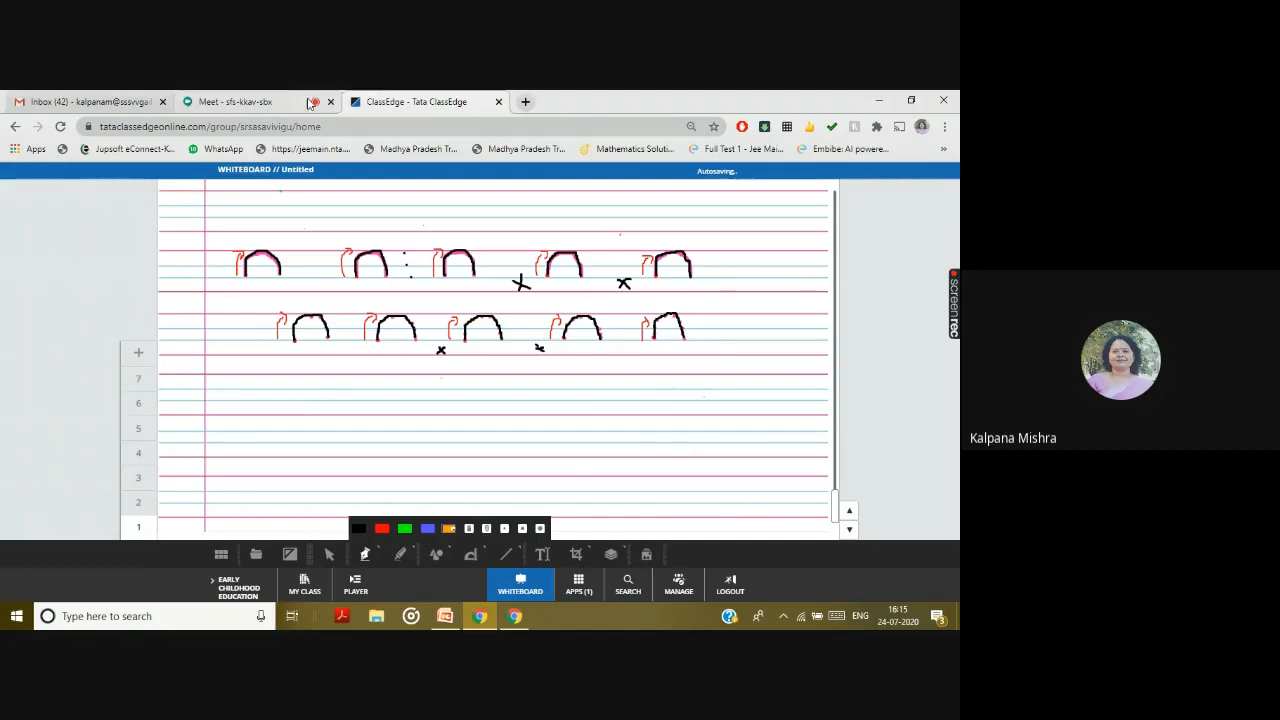 Inbox (42) - kalpanam@sssvvgai
Meet - sfs-kkav-sbx
ClassEdge - Tata ClassEdge
tataclassedgeonline.com/group/srsasavivigu/home
Apps
Jupsoft eConnect-K...
WhatsApp
https://jeemain.nta....
Madhya Pradesh Tr...
Madhya Pradesh Tr...
Mathematics Soluti...
Full Test 1 - Jee Mai...
Embibe: AI powere...
»
WHITEBOARD // Untitled
Autosaving..
+
7
6
5
4
3
2
1
screenrec
Kalpana Mishra
EARLY
CHILDHOOD
EDUCATION
MY CLASS
PLAYER
WHITEBOARD
APPS (1)
SEARCH
MANAGE
LOGOUT
Type here to search
ENG
16:15
24-07-2020
3